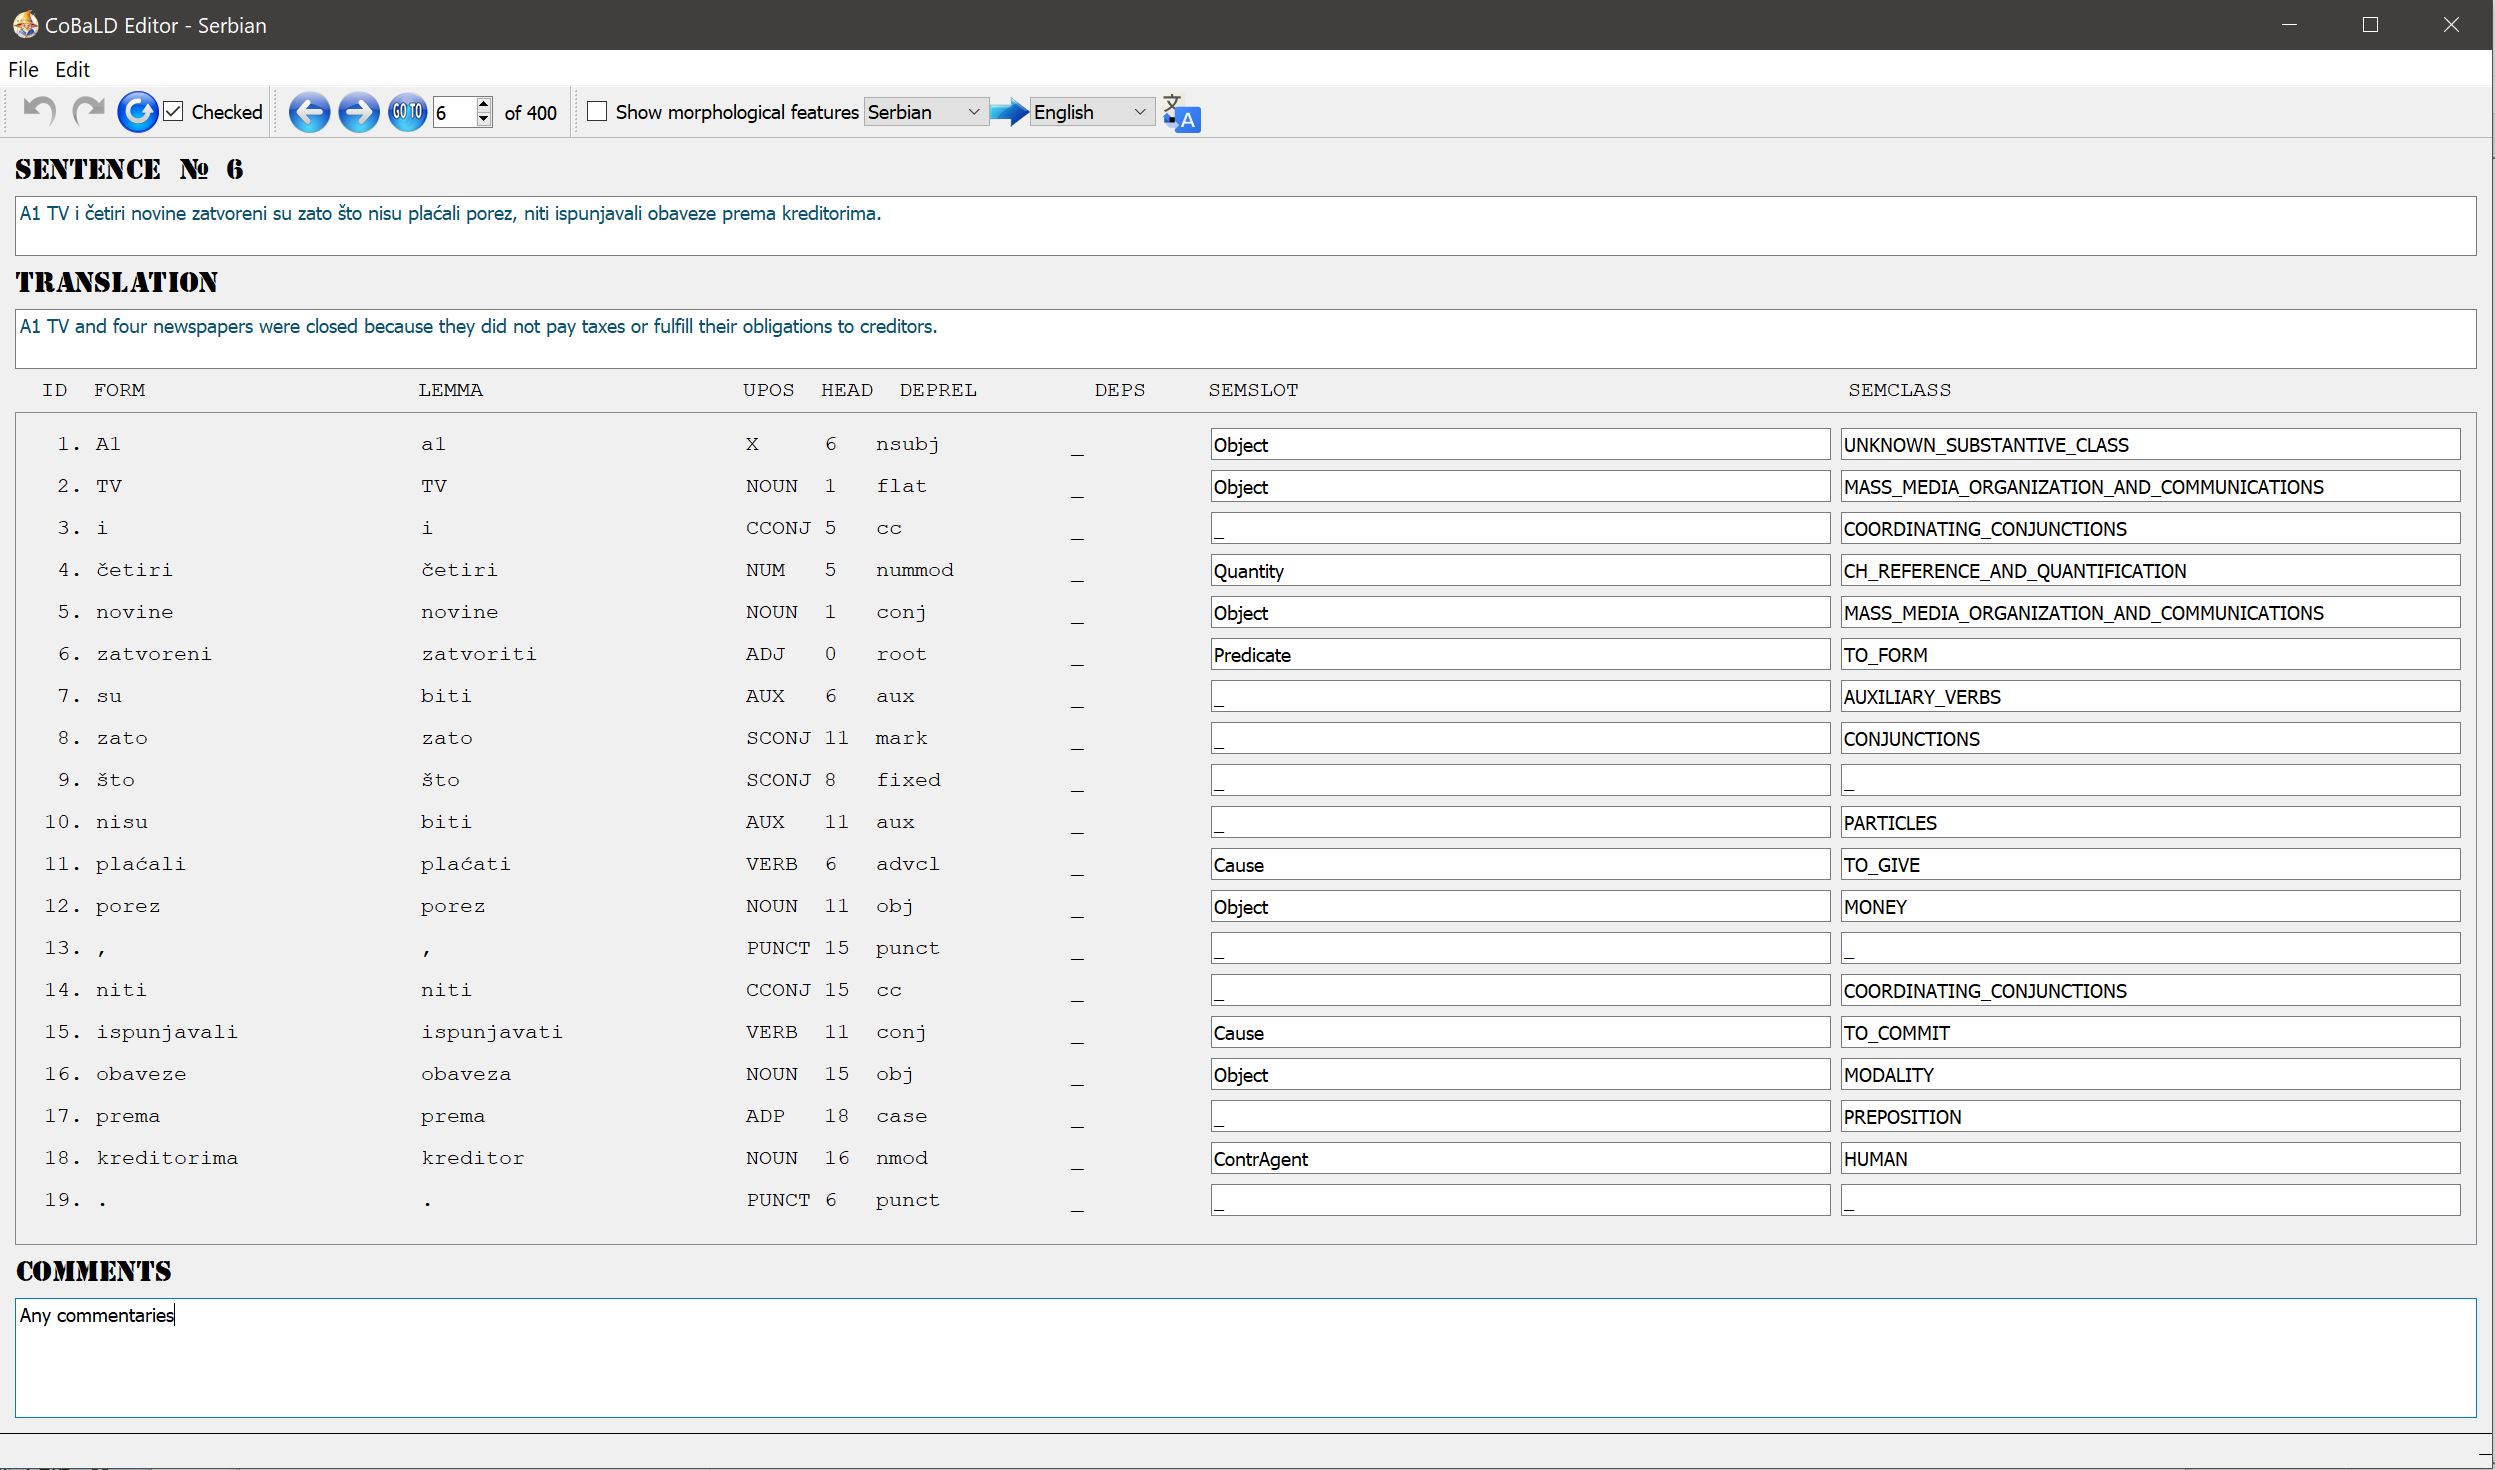 CoBaLD Editor - Serbian
File Edit
Checked GO TO 6 of 400 Show morphological features Serbian English 文 A
SENTENCE № 6
A1 TV i četiri novine zatvoreni su zato što nisu plaćali porez, niti ispunjavali obaveze prema kreditorima.
TRANSLATION
A1 TV and four newspapers were closed because they did not pay taxes or fulfill their obligations to creditors.
ID FORM LEMMA UPOS HEAD DEPREL DEPS SEMSLOT SEMCLASS
1. A1 a1 X 6 nsubj _ Object UNKNOWN_SUBSTANTIVE_CLASS
2. TV TV NOUN 1 flat _ Object MASS_MEDIA_ORGANIZATION_AND_COMMUNICATIONS
3. i i CCONJ 5 cc _ _ COORDINATING_CONJUNCTIONS
4. četiri četiri NUM 5 nummod _ Quantity CH_REFERENCE_AND_QUANTIFICATION
5. novine novine NOUN 1 conj _ Object MASS_MEDIA_ORGANIZATION_AND_COMMUNICATIONS
6. zatvoreni zatvoriti ADJ 0 root _ Predicate TO_FORM
7. su biti AUX 6 aux _ _ AUXILIARY_VERBS
8. zato zato SCONJ 11 mark _ _ CONJUNCTIONS
9. što što SCONJ 8 fixed _ _ _
10. nisu biti AUX 11 aux _ _ PARTICLES
11. plaćali plaćati VERB 6 advcl _ Cause TO_GIVE
12. porez porez NOUN 11 obj _ Object MONEY
13. , , PUNCT 15 punct _ _ _
14. niti niti CCONJ 15 cc _ _ COORDINATING_CONJUNCTIONS
15. ispunjavali ispunjavati VERB 11 conj _ Cause TO_COMMIT
16. obaveze obaveza NOUN 15 obj _ Object MODALITY
17. prema prema ADP 18 case _ _ PREPOSITION
18. kreditorima kreditor NOUN 16 nmod _ ContrAgent HUMAN
19. . . PUNCT 6 punct _ _ _
COMMENTS
Any commentaries